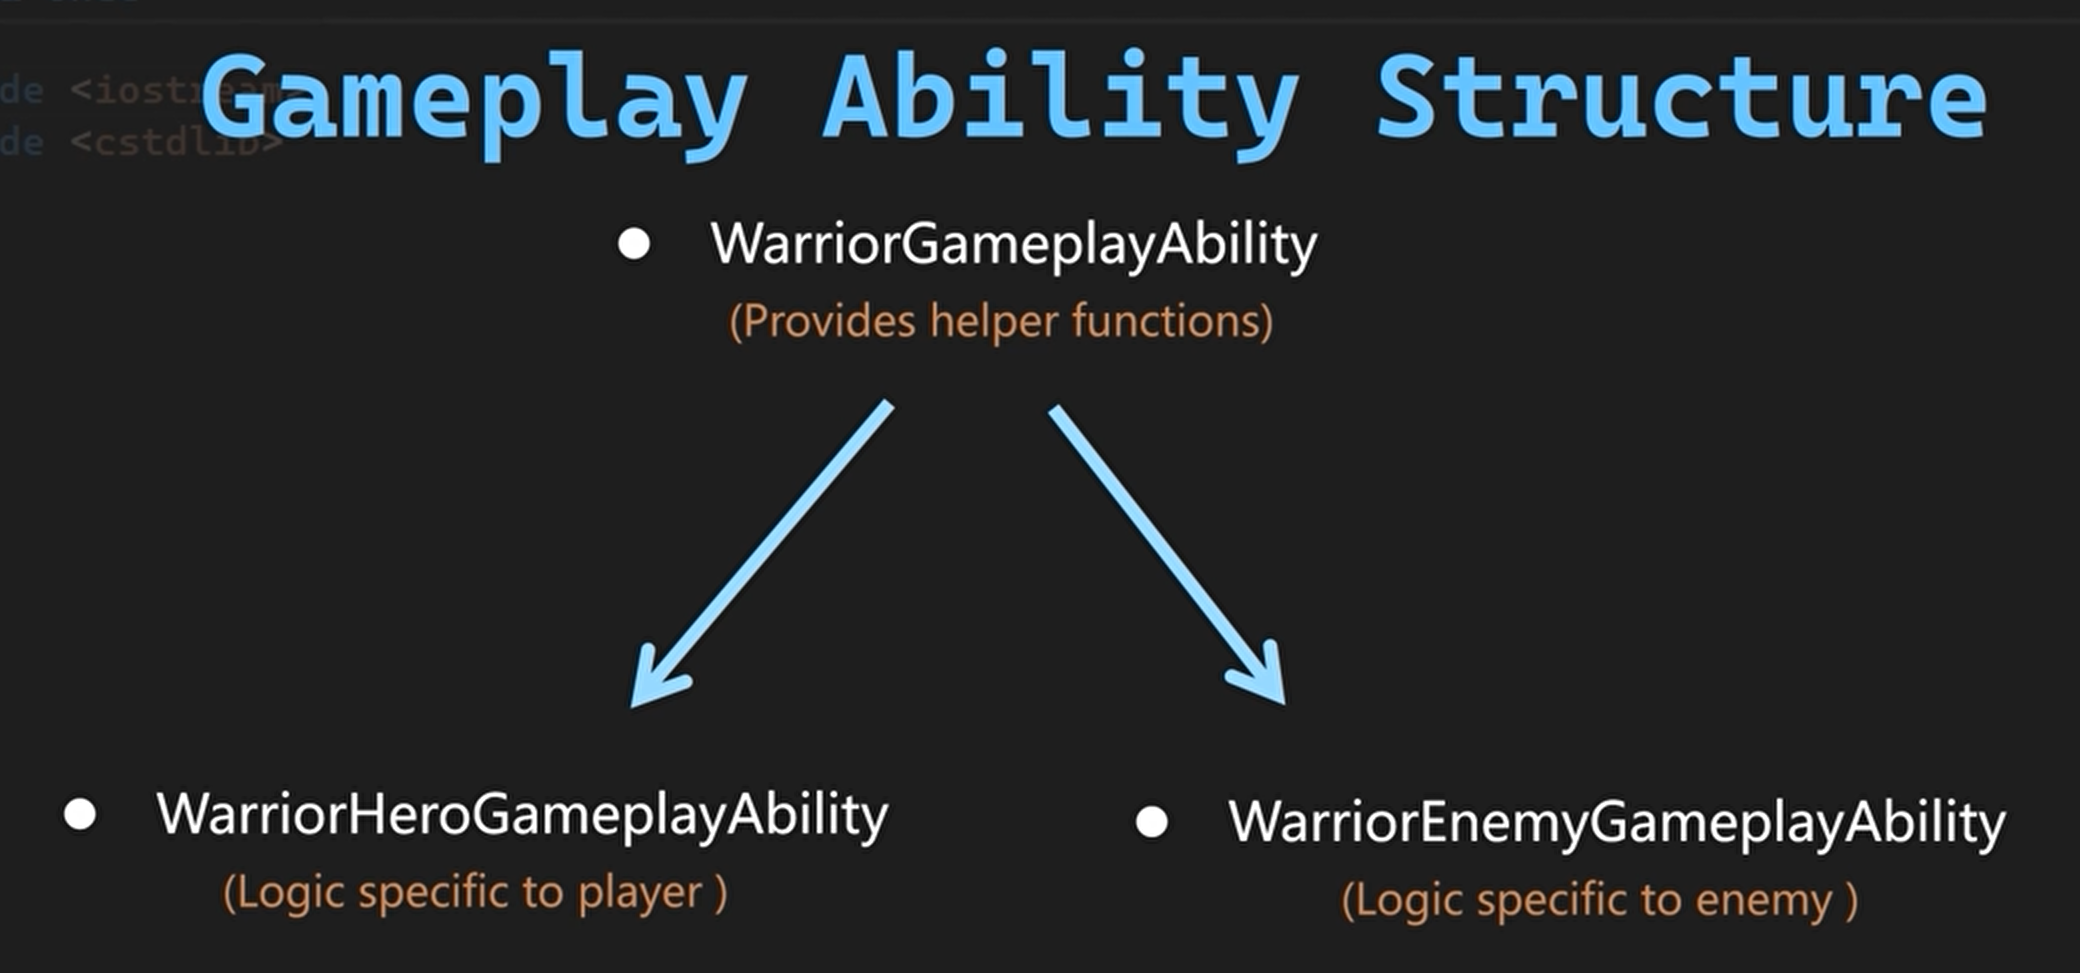 de <iostream>
de <cstdlib>
Gameplay Ability Structure
● WarriorGameplayAbility
(Provides helper functions)
● WarriorHeroGameplayAbility
(Logic specific to player )
● WarriorEnemyGameplayAbility
(Logic specific to enemy )